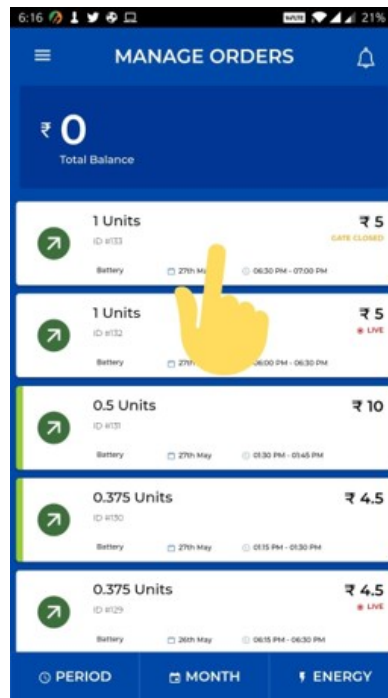 6:16 21%
MANAGE ORDERS
₹ 0
Total Balance
1 Units ₹ 5
ID #133 GATE CLOSED
Battery 27th May 06:30 PM - 07:00 PM
1 Units ₹ 5
ID #132 LIVE
Battery 27th 06:00 PM - 06:30 PM
0.5 Units ₹ 10
ID #131
Battery 27th May 01:30 PM - 01:45 PM
0.375 Units ₹ 4.5
ID #130
Battery 27th May 01:15 PM - 01:30 PM
0.375 Units ₹ 4.5
ID #129 LIVE
Battery 26th May 06:15 PM - 06:30 PM
PERIOD MONTH ENERGY